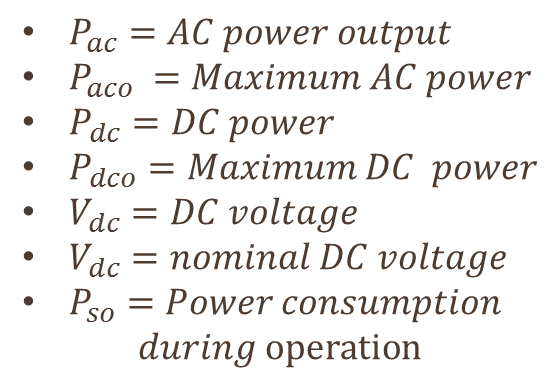 • P_ac = AC power output
• P_aco = Maximum AC power
• P_dc = DC power
• P_dco = Maximum DC power
• V_dc = DC voltage
• V_dc = nominal DC voltage
• P_so = Power consumption
during operation